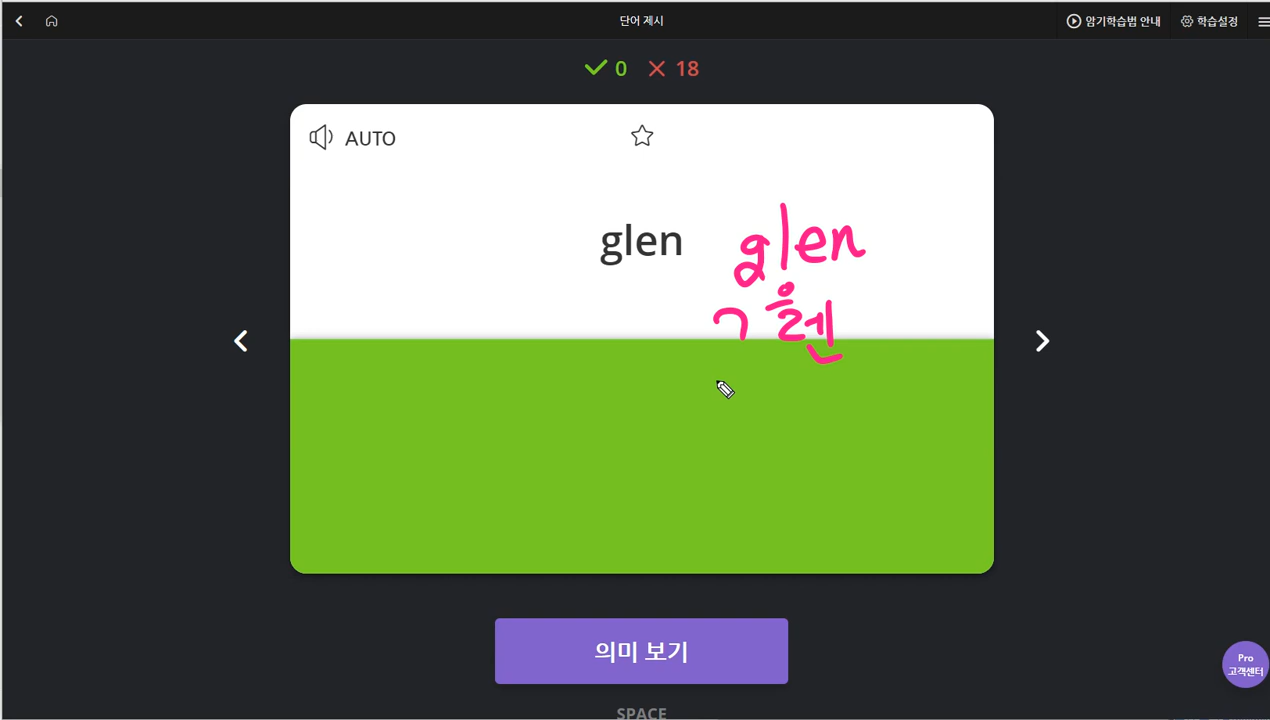 단어 제시
암기학습법 안내
학습설정
0
18
AUTO
glen
glen
ㄱ 을렌
의미 보기
SPACE
Pro
고객센터